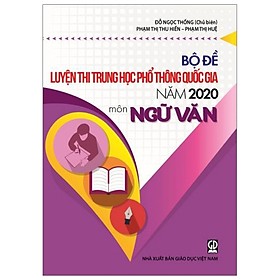 ĐỖ NGỌC THỐNG (Chủ biên)
PHẠM THỊ THU HIỀN - PHẠM THỊ HUỆ
BỘ ĐỀ
LUYỆN THI TRUNG HỌC PHỔ THÔNG QUỐC GIA
NĂM 2020
môn NGỮ VĂN
NHÀ XUẤT BẢN GIÁO DỤC VIỆT NAM